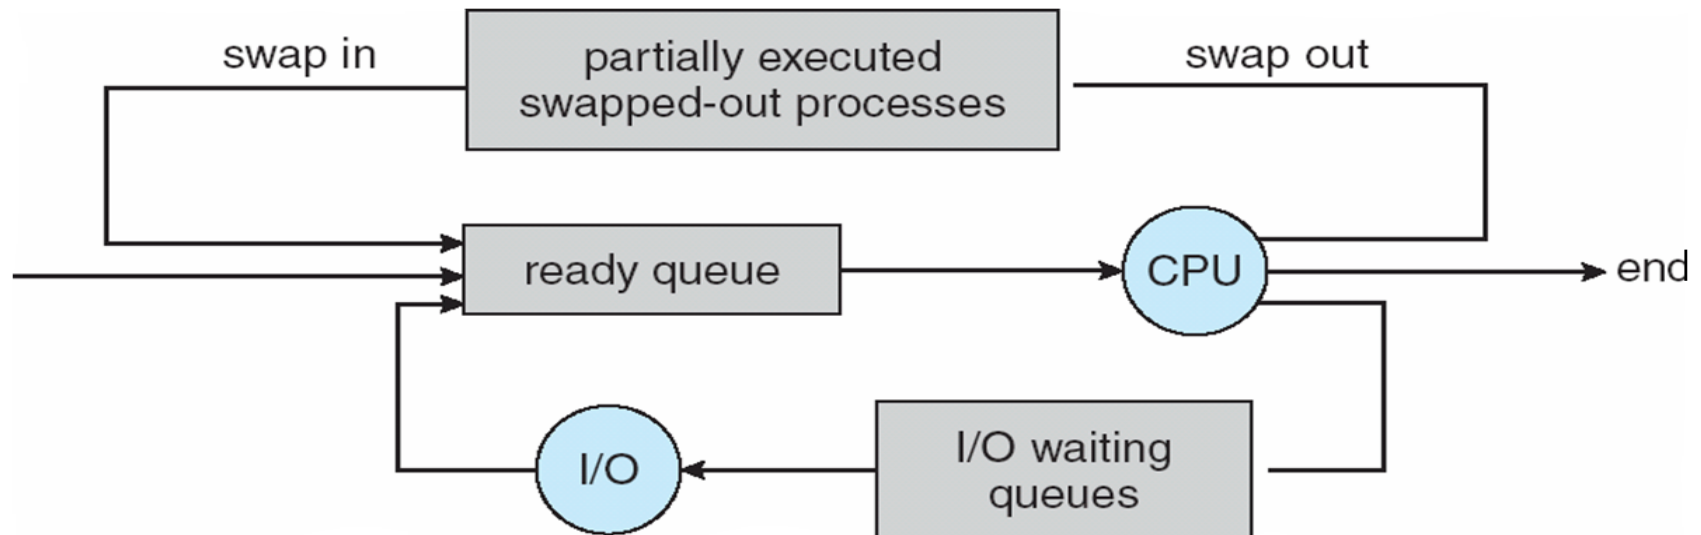 swap in
partially executed
swapped-out processes
swap out
ready queue
CPU
end
I/O
I/O waiting
queues